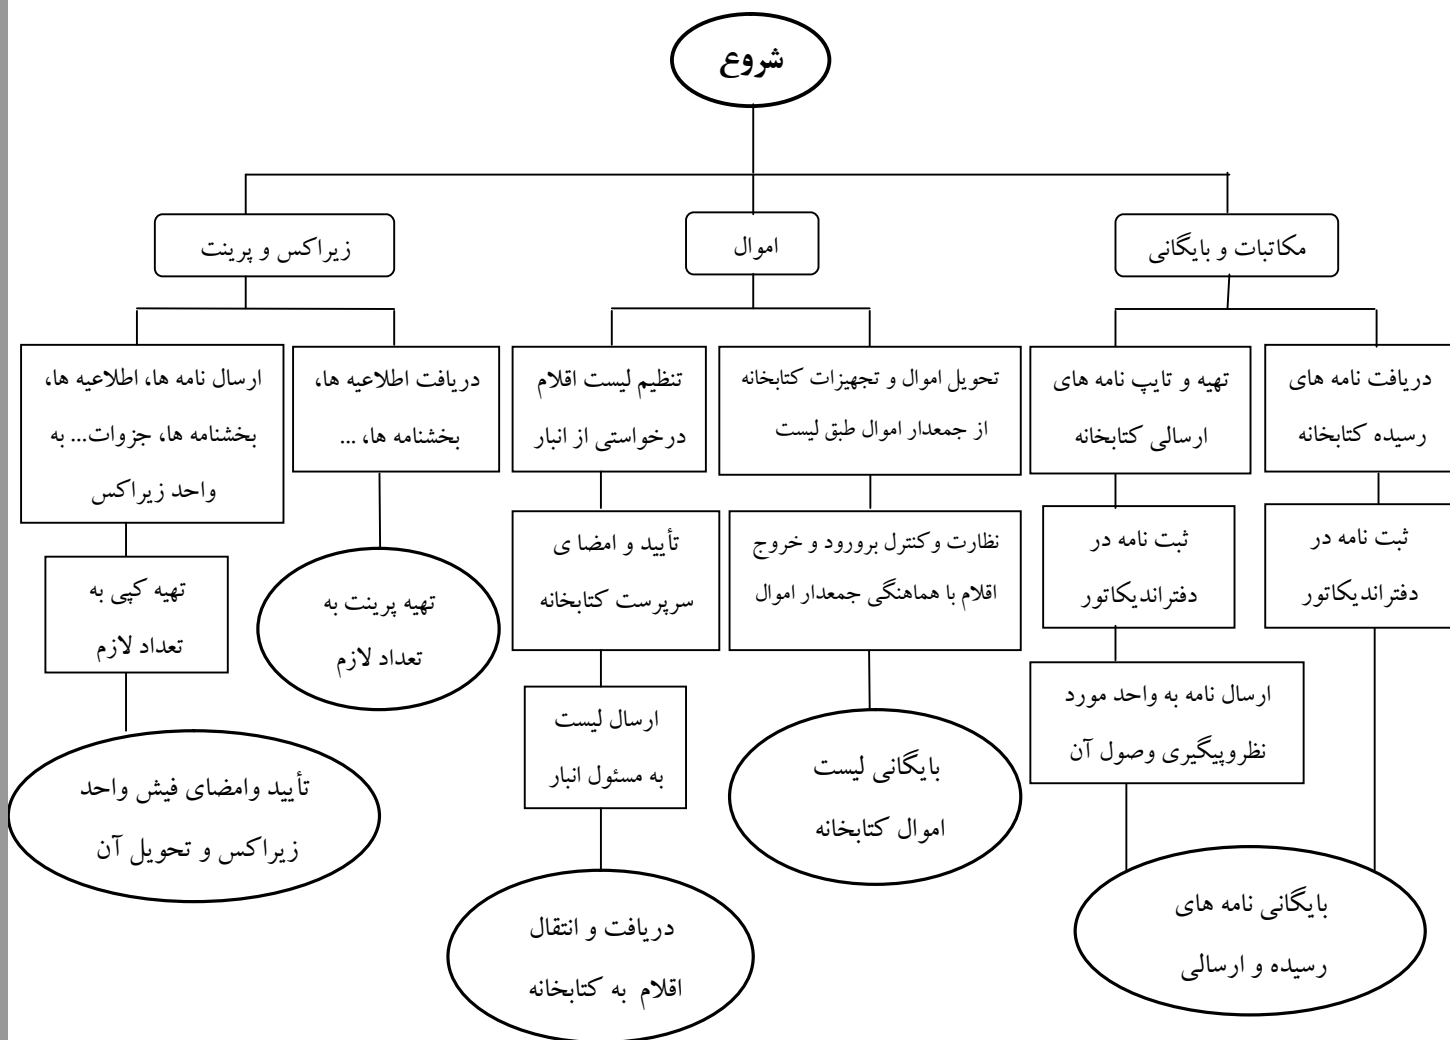 شروع
مکاتبات و بایگانی
اموال
زیراکس و پرینت
دریافت نامه های
رسیده کتابخانه
تهیه و تایپ نامه های
ارسالی کتابخانه
تحویل اموال و تجهیزات کتابخانه
از جمعدار اموال طبق لیست
تنظیم لیست اقلام
درخواستی از انبار
دریافت اطلاعیه ها،
بخشنامه ها، ...
ارسال نامه ها، اطلاعیه ها،
بخشنامه ها، جزوات... به
واحد زیراکس
ثبت نامه در
دفتراندیکاتور
ثبت نامه در
دفتراندیکاتور
نظارت وکنترل برورود و خروج
اقلام با هماهنگی جمعدار اموال
تأیید و امضا ی
سرپرست کتابخانه
تهیه پرینت به
تعداد لازم
تهیه کپی به
تعداد لازم
ارسال نامه به واحد مورد
نظروپیگیری وصول آن
ارسال لیست
به مسئول انبار
بایگانی لیست
اموال کتابخانه
تأیید وامضای فیش واحد
زیراکس و تحویل آن
بایگانی نامه های
رسیده و ارسالی
دریافت و انتقال
اقلام به کتابخانه